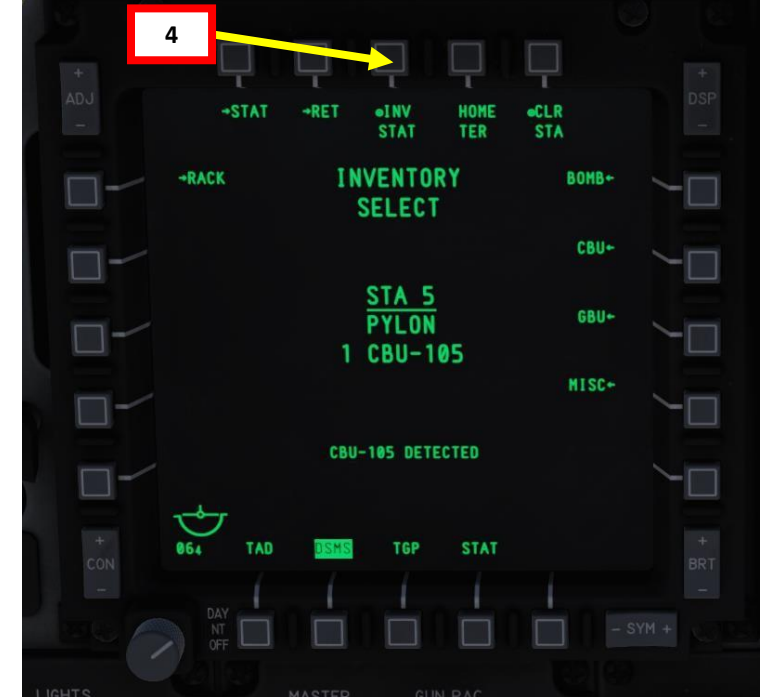 4
+
ADJ
-
+
DSP
-
→STAT →RET ●INV HOME ●CLR
STAT TER STA
→RACK
INVENTORY
SELECT
BOMB←
CBU←
GBU←
MISC←
STA 5
PYLON
1 CBU-105
CBU-105 DETECTED
064 TAD DSMS TGP STAT
+
CON
-
+
BRT
-
DAY
NT
OFF
- SYM +
LIGHTS MASTER GUN PAC